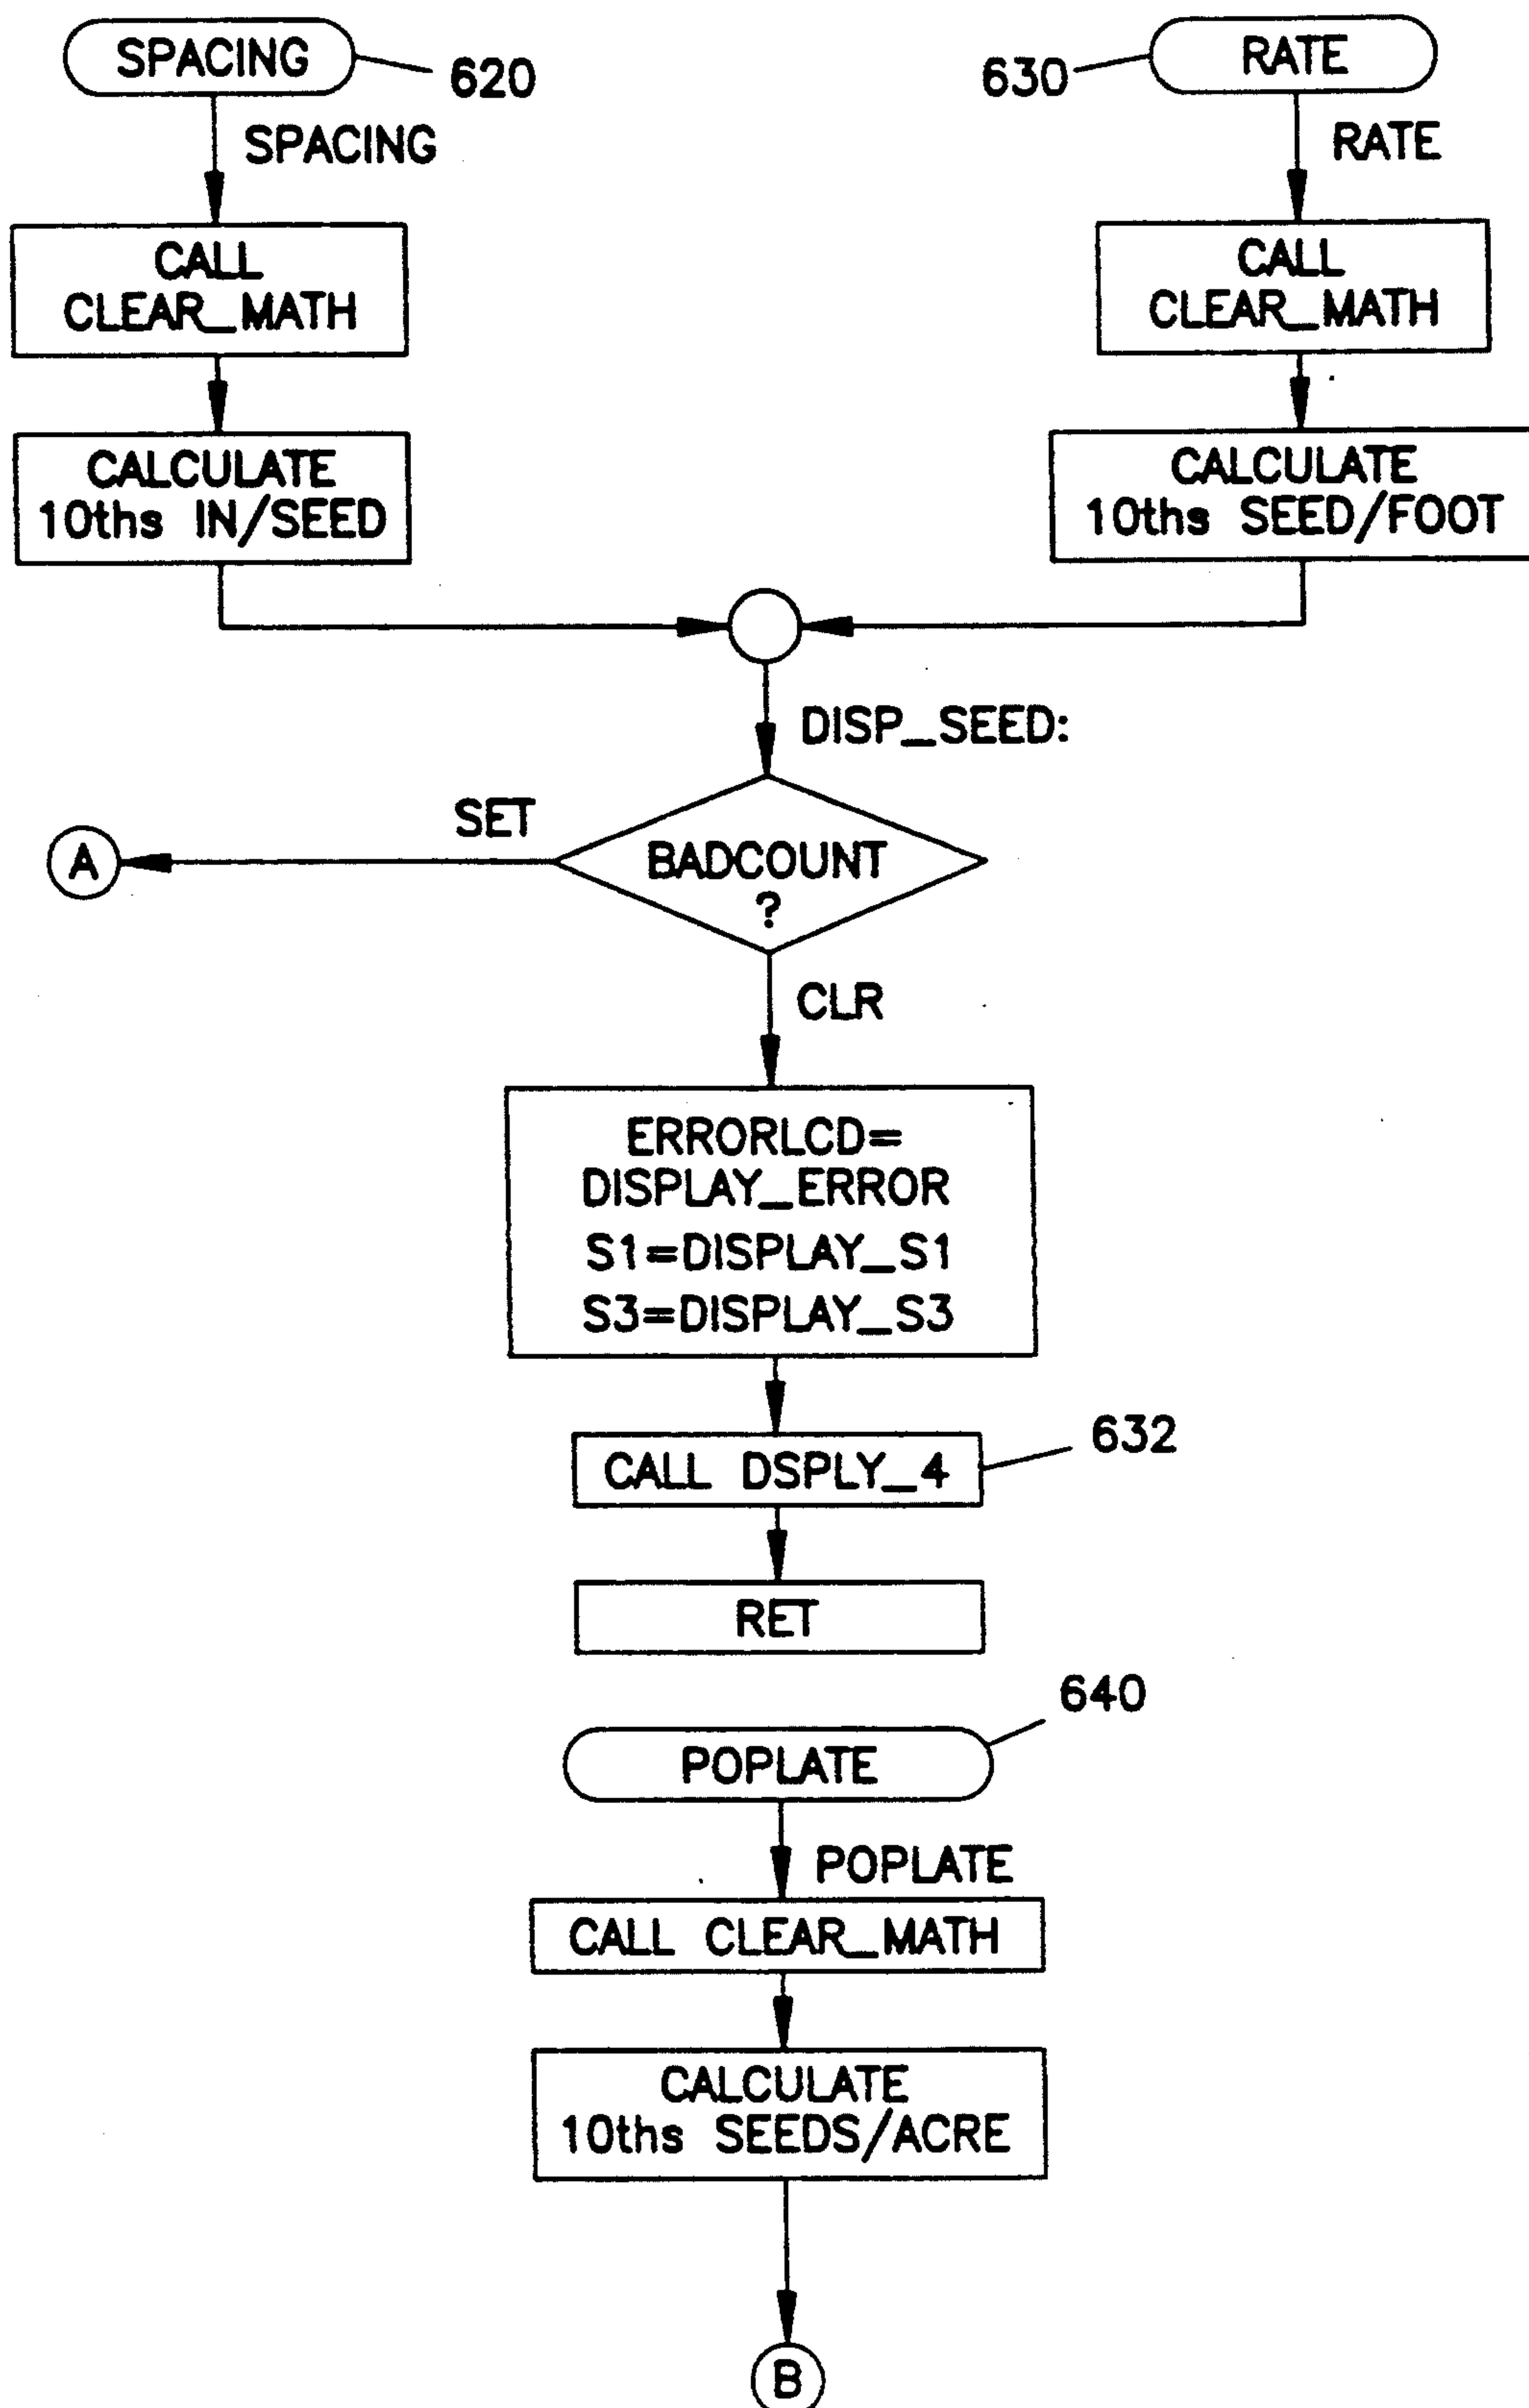 SPACING
620
630
RATE
SPACING
RATE
CALL
CLEAR_MATH
CALL
CLEAR_MATH
CALCULATE
10ths IN/SEED
CALCULATE
10ths SEED/FOOT
DISP_SEED:
SET
A
BADCOUNT
?
CLR
ERRORLCD=
DISPLAY_ERROR
S1=DISPLAY_S1
S3=DISPLAY_S3
632
CALL DSPLY_4
RET
640
POPLATE
POPLATE
CALL CLEAR_MATH
CALCULATE
10ths SEEDS/ACRE
B